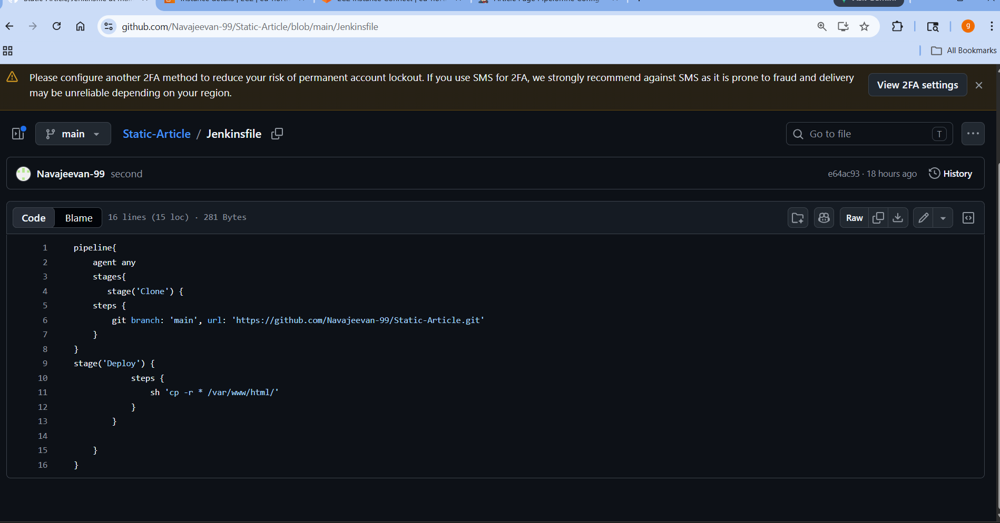 github.com/Navajeevan-99/Static-Article/blob/main/Jenkinsfile
g
All Bookmarks
Please configure another 2FA method to reduce your risk of permanent account lockout. If you use SMS for 2FA, we strongly recommend against SMS as it is prone to fraud and delivery
may be unreliable depending on your region.
View 2FA settings
main
Static-Article / Jenkinsfile
Go to file
T
Navajeevan-99 second
e64ac93 · 18 hours ago
History
Code
Blame
16 lines (15 loc) · 281 Bytes
Raw
1 pipeline{
2     agent any
3     stages{
4        stage('Clone') {
5     steps {
6         git branch: 'main', url: 'https://github.com/Navajeevan-99/Static-Article.git'
7     }
8 }
9 stage('Deploy') {
10             steps {
11                 sh 'cp -r * /var/www/html/'
12             }
13         }
14
15     }
16 }